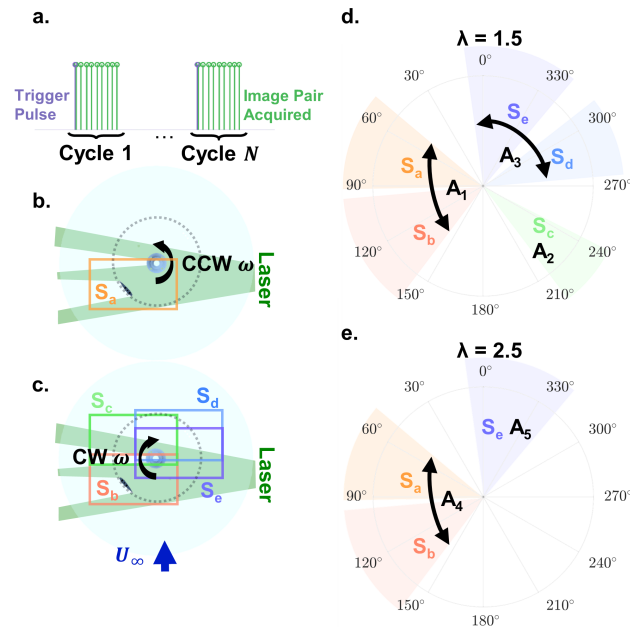 a.
Trigger
Pulse
Image Pair
Acquired
...
Cycle 1
Cycle N
b.
CCW ω
Sa
Laser
c.
Sc
Sd
CW ω
Sb
Se
Laser
U∞
d.
λ = 1.5
0°
30°
330°
60°
300°
90°
270°
120°
240°
150°
210°
180°
Se
Sd
Sa
A3
A1
Sb
Sc
A2
e.
λ = 2.5
0°
30°
330°
60°
300°
90°
270°
120°
240°
150°
210°
180°
Se
A5
Sa
A4
Sb